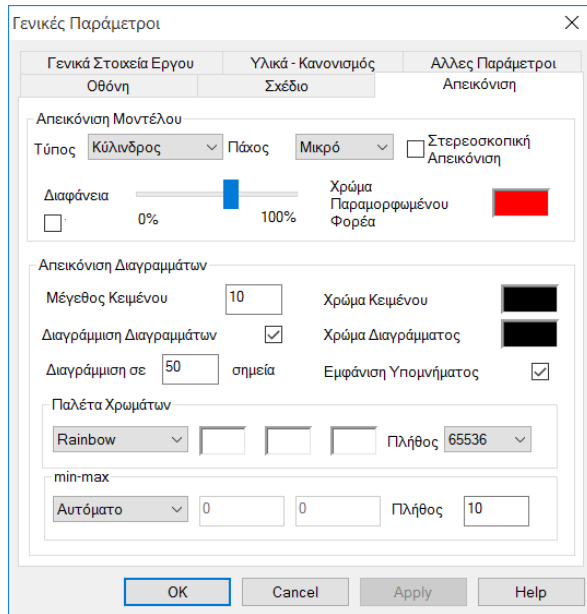 Γενικές Παράμετροι
Γενικά Στοιχεία Εργου Υλικά - Κανονισμός Αλλες Παράμετροι
Οθόνη Σχέδιο Απεικόνιση
Απεικόνιση Μοντέλου
Τύπος Κύλινδρος Πάχος Μικρό Στερεοσκοπική
Απεικόνιση
Διαφάνεια
0% 100%
Χρώμα
Παραμορφωμένου
Φορέα
Απεικόνιση Διαγραμμάτων
Μέγεθος Κειμένου 10 Χρώμα Κειμένου
Διαγράμμιση Διαγραμμάτων Χρώμα Διαγράμματος
Διαγράμμιση σε 50 σημεία Εμφάνιση Υπομνήματος
Παλέτα Χρωμάτων
Rainbow Πλήθος 65536
min-max
Αυτόματο 0 0 Πλήθος 10
OK Cancel Apply Help